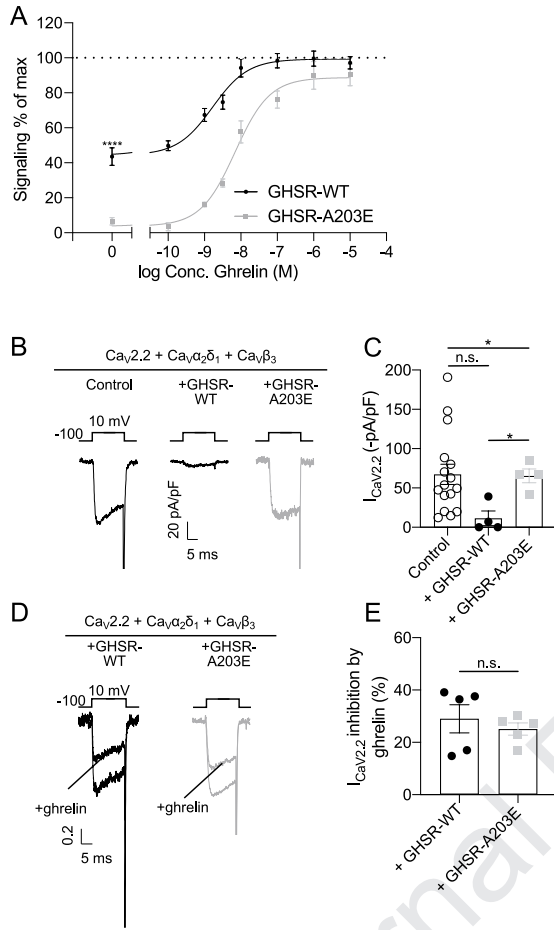 A
Signaling % of max
120
100
80
60
40
20
0
****
GHSR-WT
GHSR-A203E
0 -10 -9 -8 -7 -6 -5 -4
log Conc. Ghrelin (M)
B
CaV2.2 + CaVα2δ1 + CaVβ3
Control
+GHSR-
WT
+GHSR-
A203E
-100
10 mV
20 pA/pF
5 ms
C
ICaV2.2 (-pA/pF)
200
150
100
50
0
*
n.s.
*
Control
+ GHSR-WT
+ GHSR-A203E
D
CaV2.2 + CaVα2δ1 + CaVβ3
+GHSR-
WT
+GHSR-
A203E
-100
10 mV
+ghrelin
+ghrelin
0.2
5 ms
E
ICaV2.2 inhibition by
ghrelin (%)
60
40
20
0
n.s.
+ GHSR-WT
+ GHSR-A203E